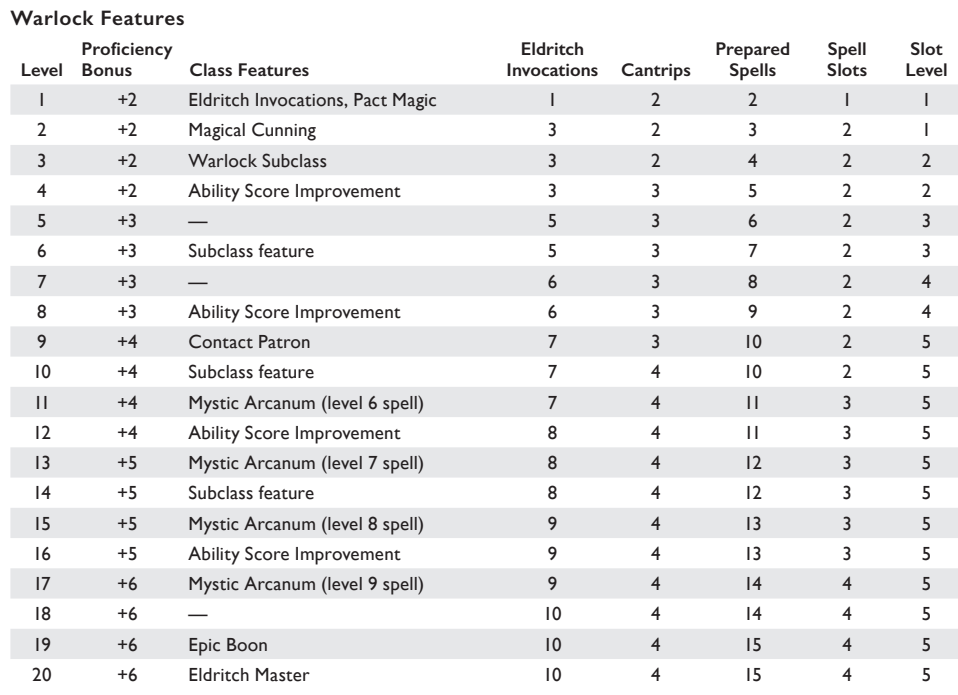 Warlock Features
Proficiency Eldritch Prepared Spell Slot
Level Bonus Class Features Invocations Cantrips Spells Slots Level
1 +2 Eldritch Invocations, Pact Magic 1 2 2 1 1
2 +2 Magical Cunning 3 2 3 2 1
3 +2 Warlock Subclass 3 2 4 2 2
4 +2 Ability Score Improvement 3 3 5 2 2
5 +3 — 5 3 6 2 3
6 +3 Subclass feature 5 3 7 2 3
7 +3 — 6 3 8 2 4
8 +3 Ability Score Improvement 6 3 9 2 4
9 +4 Contact Patron 7 3 10 2 5
10 +4 Subclass feature 7 4 10 2 5
11 +4 Mystic Arcanum (level 6 spell) 7 4 11 3 5
12 +4 Ability Score Improvement 8 4 11 3 5
13 +5 Mystic Arcanum (level 7 spell) 8 4 12 3 5
14 +5 Subclass feature 8 4 12 3 5
15 +5 Mystic Arcanum (level 8 spell) 9 4 13 3 5
16 +5 Ability Score Improvement 9 4 13 3 5
17 +6 Mystic Arcanum (level 9 spell) 9 4 14 4 5
18 +6 — 10 4 14 4 5
19 +6 Epic Boon 10 4 15 4 5
20 +6 Eldritch Master 10 4 15 4 5